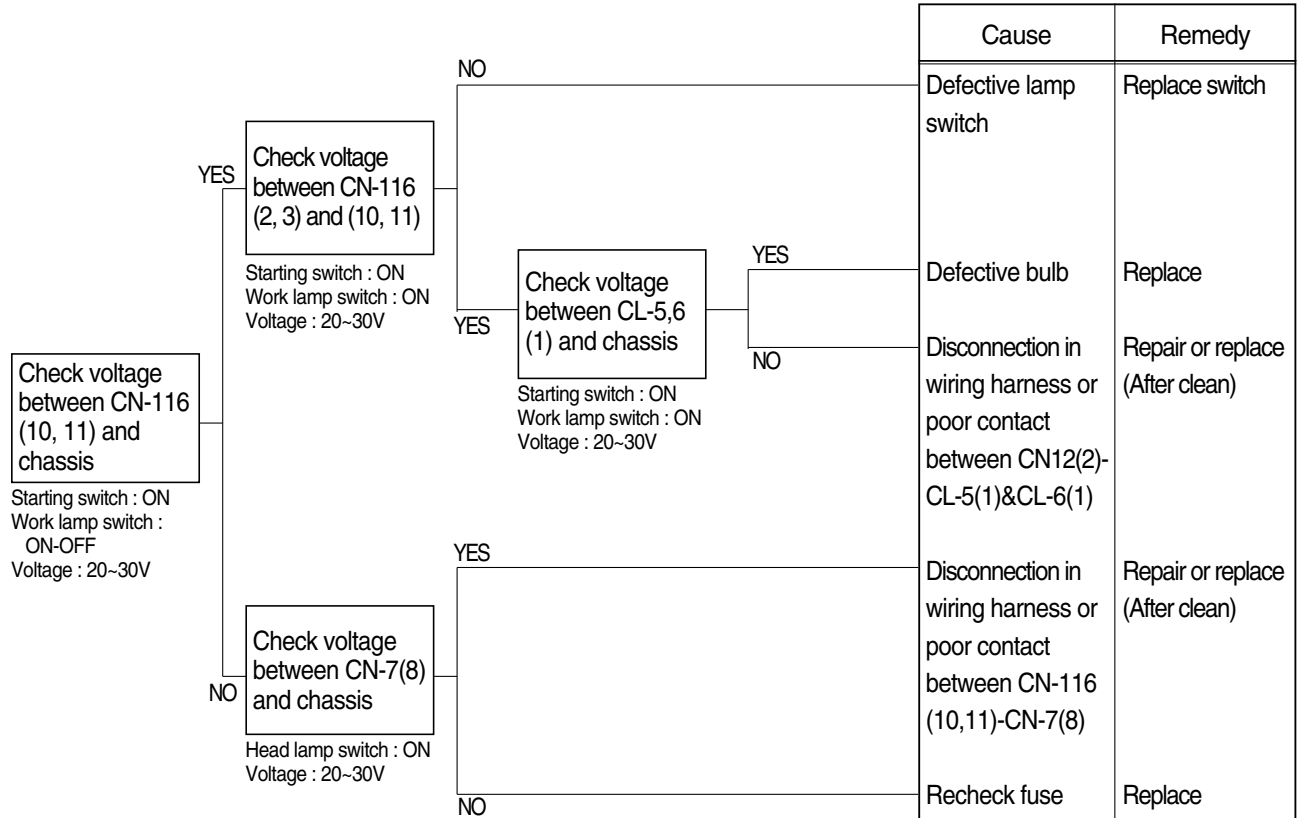 Cause
Remedy
NO
Defective lamp
switch
Replace switch
YES
Check voltage
between CN-116
(2, 3) and (10, 11)
Starting switch : ON
Work lamp switch : ON
Voltage : 20~30V
YES
Check voltage
between CL-5,6
(1) and chassis
Starting switch : ON
Work lamp switch : ON
Voltage : 20~30V
YES
Defective bulb
Replace
NO
Disconnection in
wiring harness or
poor contact
between CN12(2)-
CL-5(1)&CL-6(1)
Repair or replace
(After clean)
Check voltage
between CN-116
(10, 11) and
chassis
Starting switch : ON
Work lamp switch :
ON-OFF
Voltage : 20~30V
NO
Check voltage
between CN-7(8)
and chassis
Head lamp switch : ON
Voltage : 20~30V
YES
Disconnection in
wiring harness or
poor contact
between CN-116
(10,11)-CN-7(8)
Repair or replace
(After clean)
NO
Recheck fuse
Replace